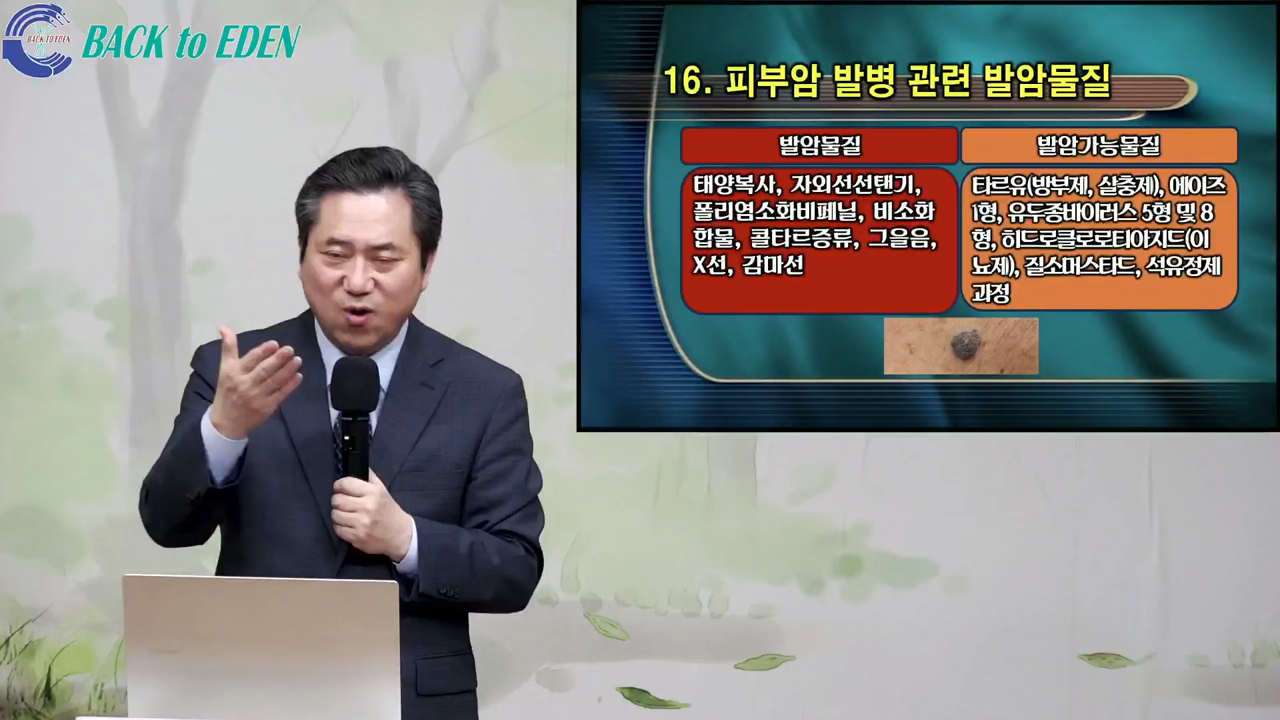 BACK TO EDEN
BACK to EDEN
16. 피부암 발병 관련 발암물질
발암물질
태양복사, 자외선선탠기,
폴리염소화비페닐, 비소화
합물, 콜타르증류, 그을음,
X선, 감마선
발암가능물질
타르유(방부제, 살충제), 에이즈
1형, 유두종바이러스 5형 및 8
형, 히드로클로로티아지드(이
뇨제), 질소머스타드, 석유정제
과정